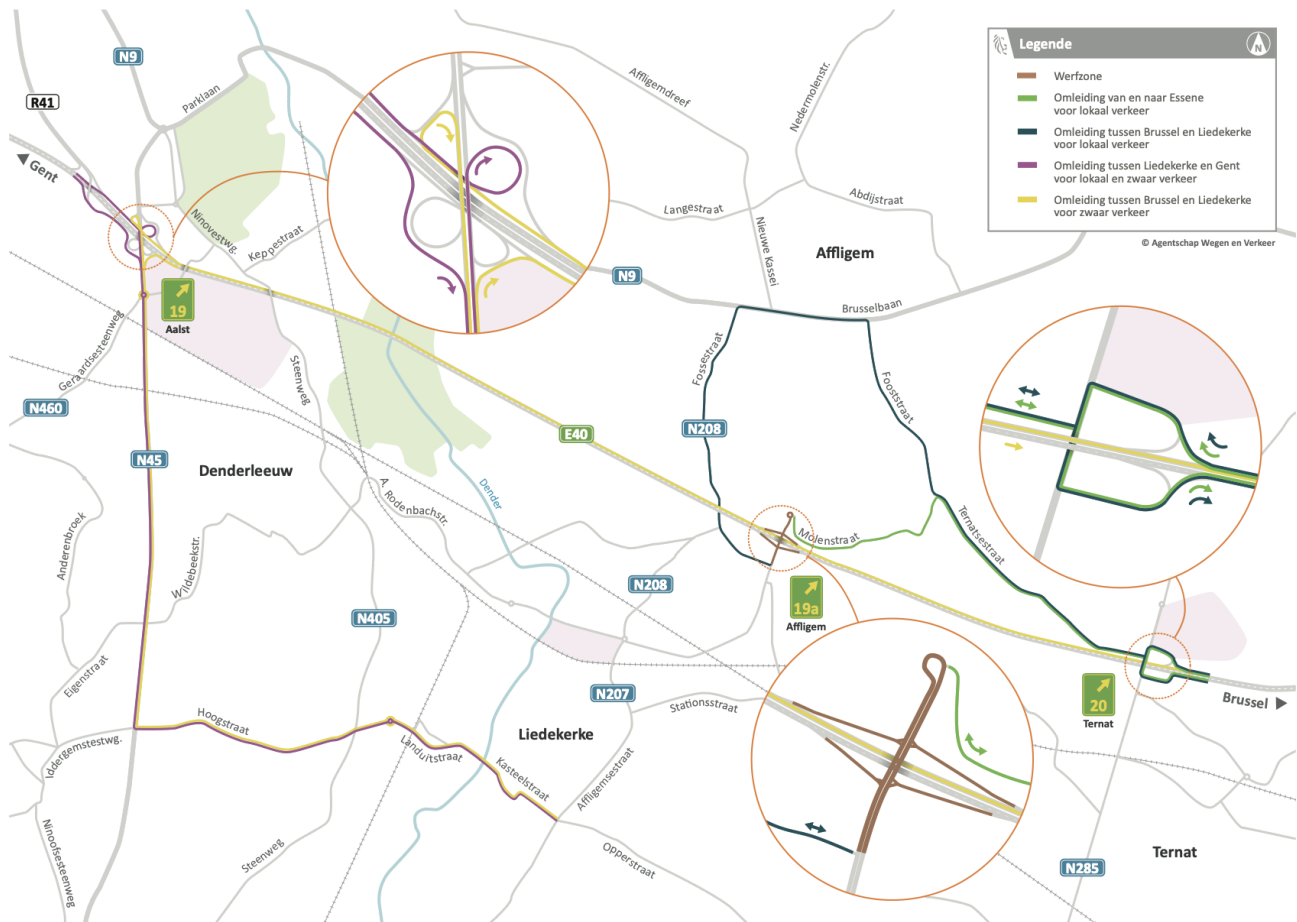 Legende
N
Werfzone
Omleiding van en naar Essene
voor lokaal verkeer
Omleiding tussen Brussel en Liedekerke
voor lokaal verkeer
Omleiding tussen Liedekerke en Gent
voor lokaal en zwaar verkeer
Omleiding tussen Brussel en Liedekerke
voor zwaar verkeer
© Agentschap Wegen en Verkeer
N9
R41
Parklaan
Gent
Ninovestwg.
Keppestraat
19
Aalst
Geraardsesteenweg
Steenweg
N460
N45
Denderleeuw
Anderenbroek
Wildebeekstr.
Eigenstraat
Iddergemstestwg.
Ninoofsesteenweg
Hoogstraat
N405
Landuitstraat
Kasteelstraat
Steenweg
A. Rodenbachstr.
Dender
E40
Affligemdreef
Nedermolenstr.
Langestraat
Abdijstraat
Nieuwe Kassei
Affligem
N9
Brusselbaan
Fossestraat
Fooststraat
N208
Molenstraat
Ternatsestraat
19a
Affligem
N208
N207
Stationsstraat
Liedekerke
Affligemsestraat
Opperstraat
20
Ternat
Brussel
N285
Ternat